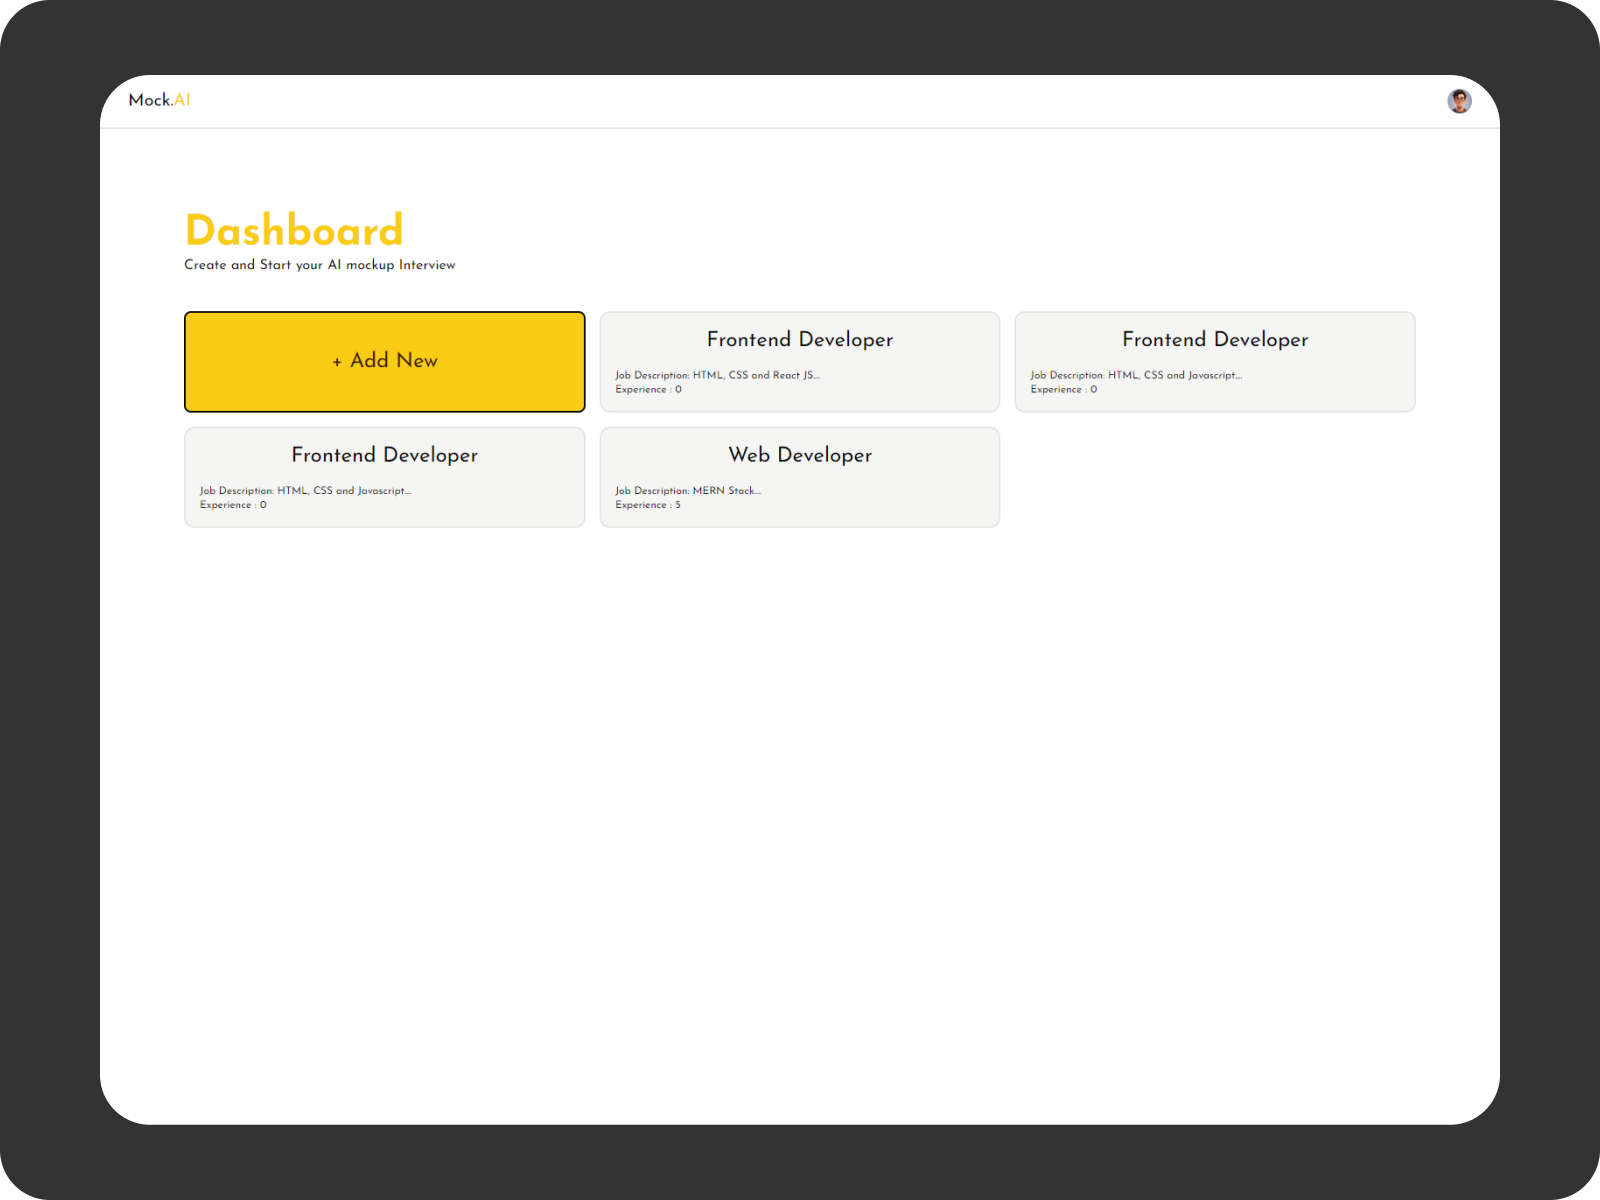 Mock.AI
Dashboard
Create and Start your AI mockup Interview
+ Add New
Frontend Developer
Job Description: HTML, CSS and React JS...
Experience : 0
Frontend Developer
Job Description: HTML, CSS and Javascript...
Experience : 0
Frontend Developer
Job Description: HTML, CSS and Javascript...
Experience : 0
Web Developer
Job Description: MERN Stack...
Experience : 5